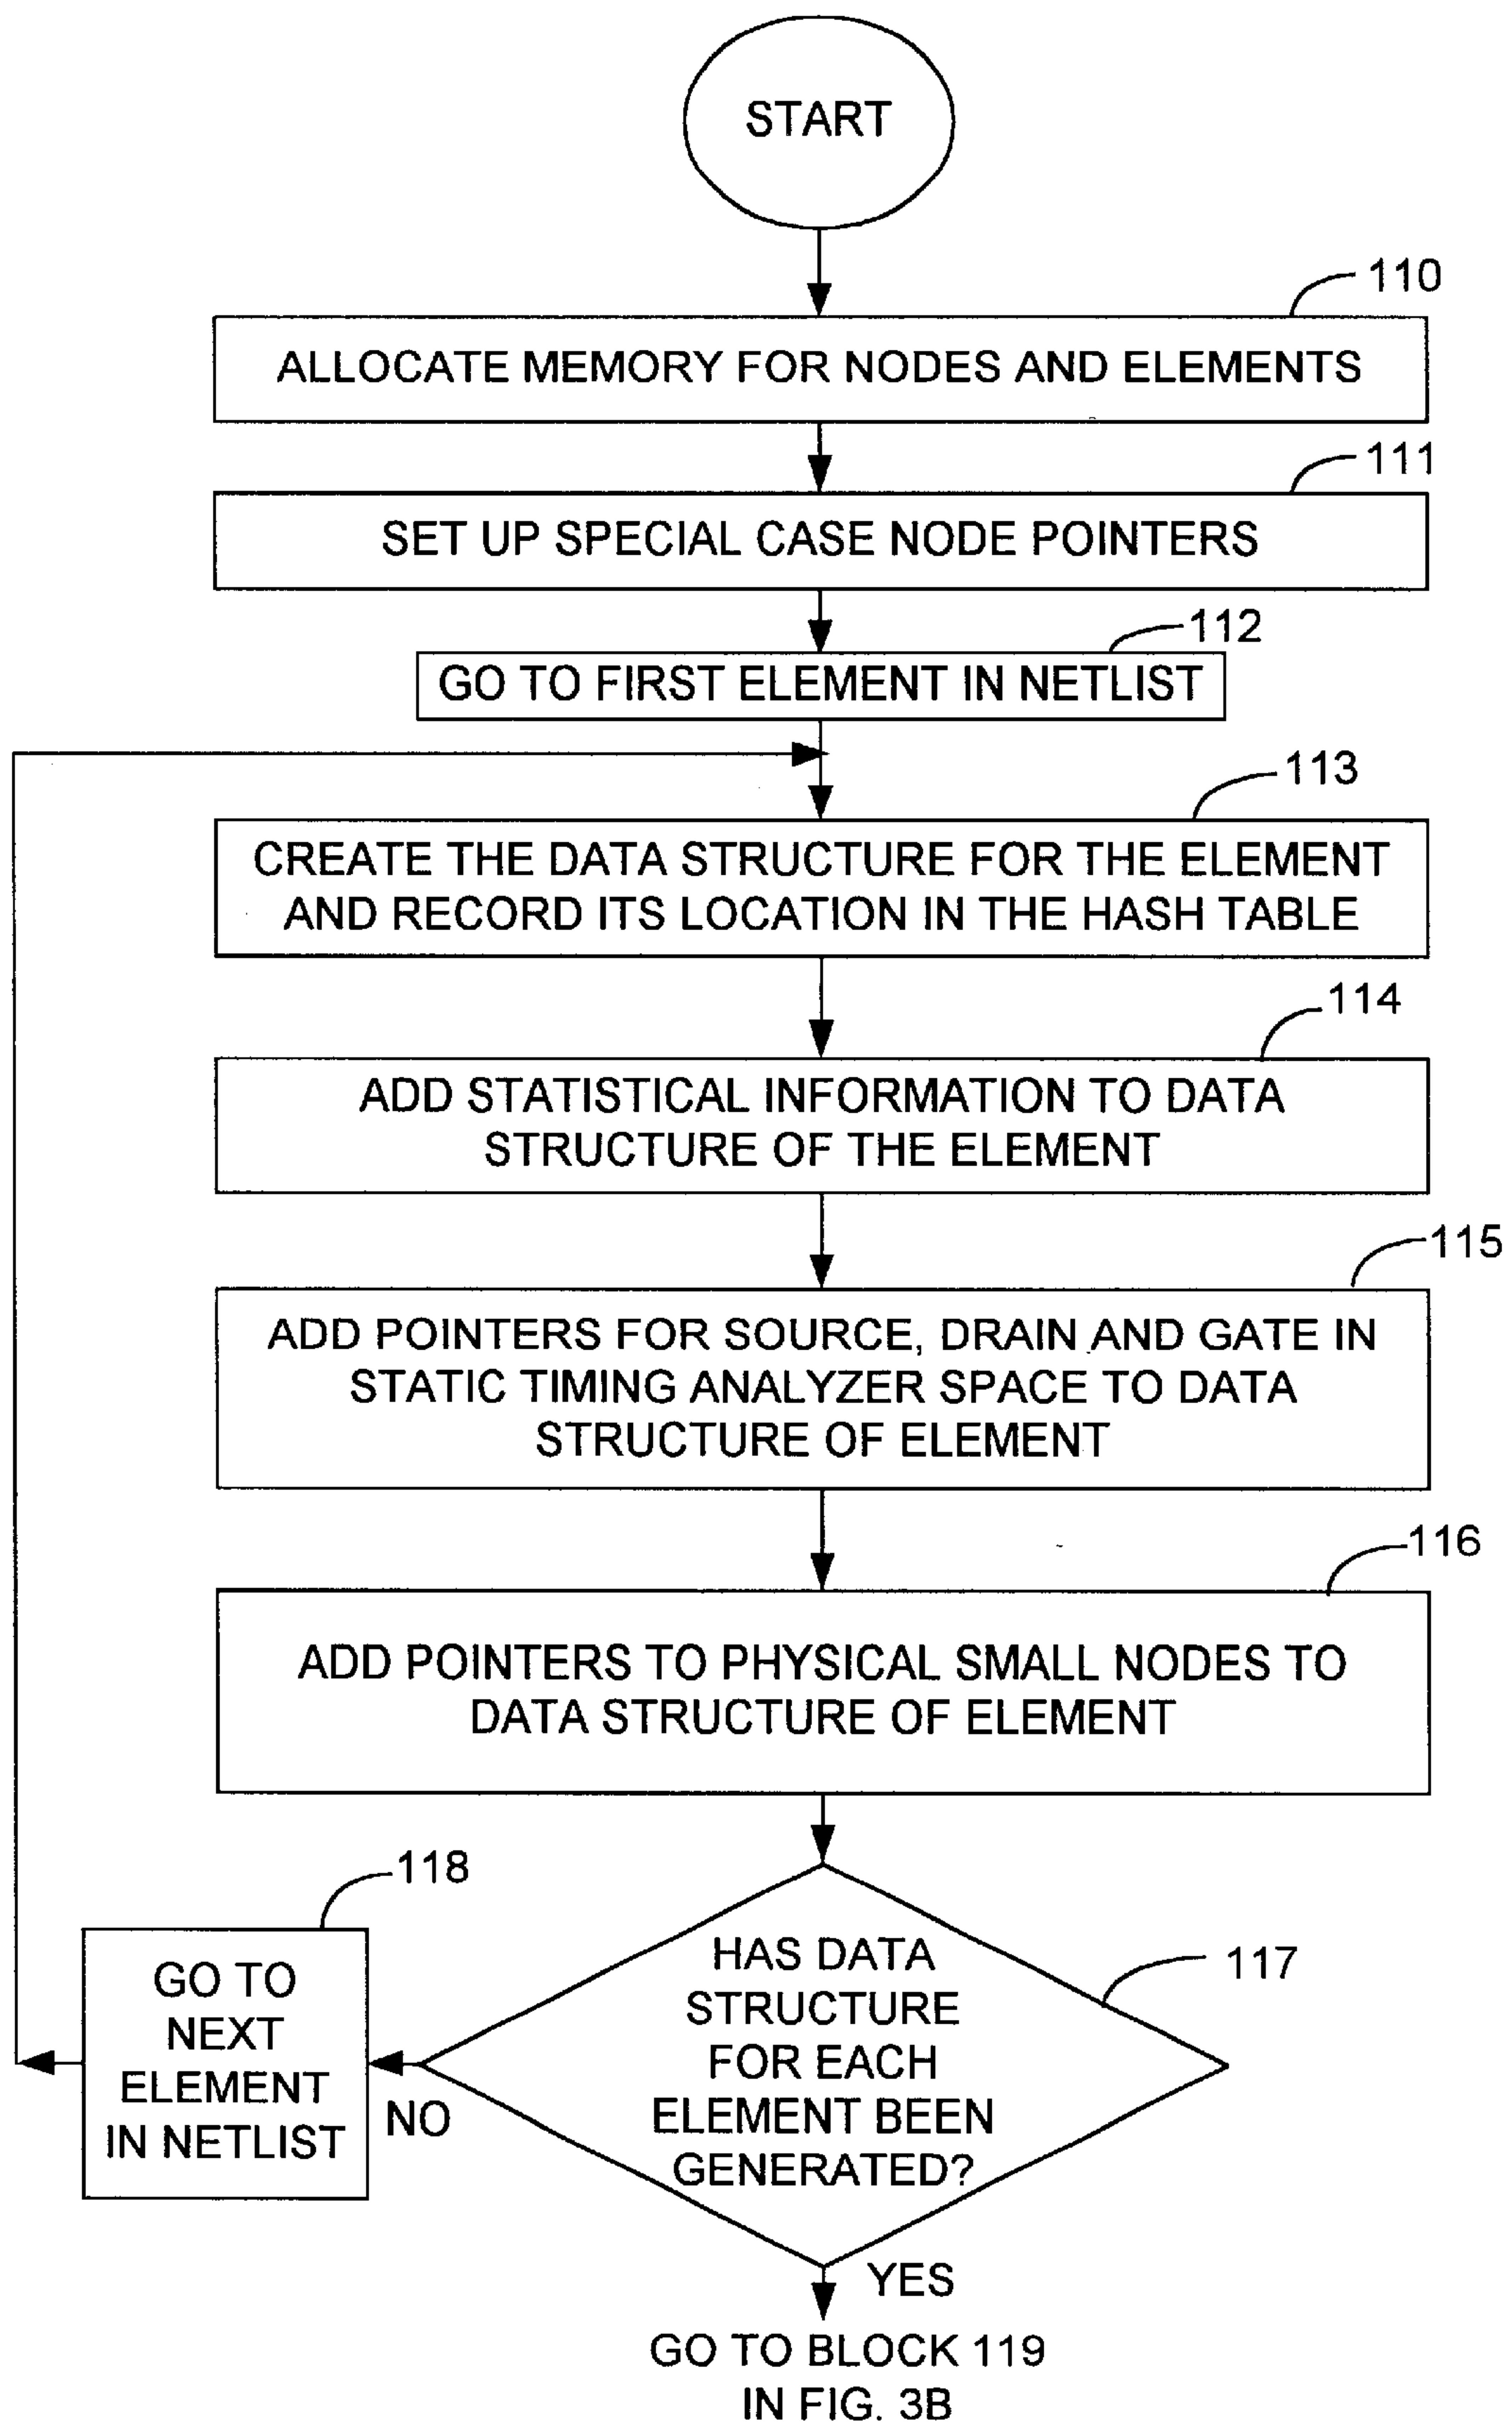 START
110
ALLOCATE MEMORY FOR NODES AND ELEMENTS
111
SET UP SPECIAL CASE NODE POINTERS
112
GO TO FIRST ELEMENT IN NETLIST
113
CREATE THE DATA STRUCTURE FOR THE ELEMENT
AND RECORD ITS LOCATION IN THE HASH TABLE
114
ADD STATISTICAL INFORMATION TO DATA
STRUCTURE OF THE ELEMENT
115
ADD POINTERS FOR SOURCE, DRAIN AND GATE IN
STATIC TIMING ANALYZER SPACE TO DATA
STRUCTURE OF ELEMENT
116
ADD POINTERS TO PHYSICAL SMALL NODES TO
DATA STRUCTURE OF ELEMENT
117
HAS DATA
STRUCTURE
FOR EACH
ELEMENT BEEN
GENERATED?
NO
118
GO TO
NEXT
ELEMENT
IN NETLIST
YES
GO TO BLOCK 119
IN FIG. 3B